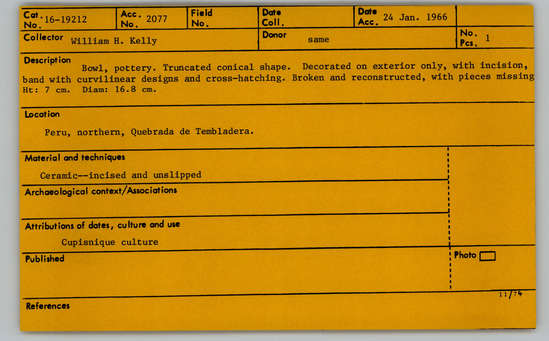 Cat. No. 16-19212 Acc. No. 2077 Field No. Date Coll. Date Acc. 24 Jan. 1966
Collector William H. Kelly Donor same No. Pcs. 1
Description
Bowl, pottery. Truncated conical shape. Decorated on exterior only, with incision,
band with curvilinear designs and cross-hatching. Broken and reconstructed, with pieces missing
Ht: 7 cm. Diam: 16.8 cm.
Location
Peru, northern, Quebrada de Tembladera.
Material and techniques
Ceramic--incised and unslipped
Archaeological context/Associations
Attributions of dates, culture and use
Cupisnique culture
Published Photo
11/74
References